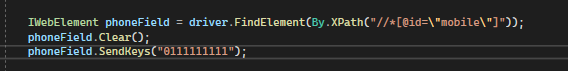 IWebElement phoneField = driver.FindElement(By.XPath("//*[@id=\"mobile\"]"));
phoneField.Clear();
phoneField.SendKeys("0111111111");